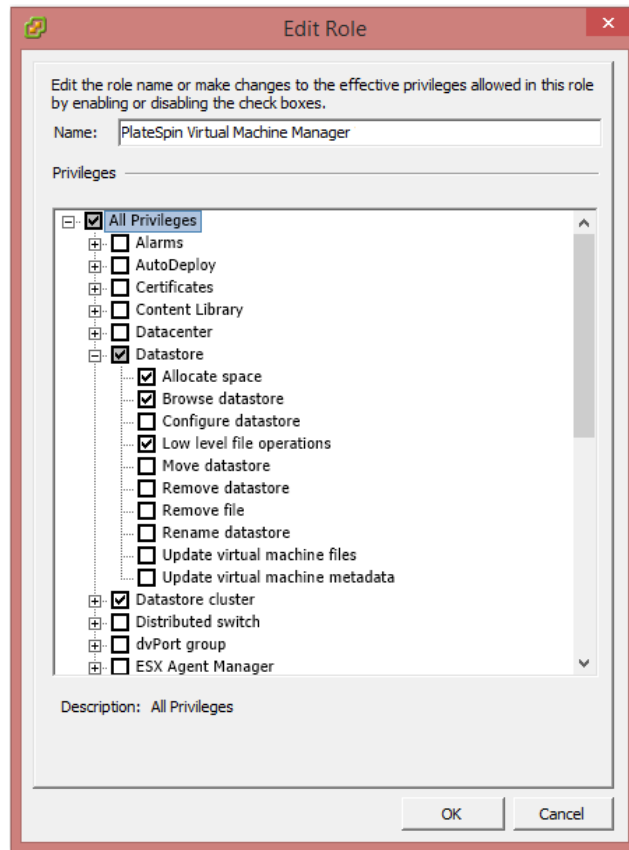 Edit Role
Edit the role name or make changes to the effective privileges allowed in this role
by enabling or disabling the check boxes.
Name: PlateSpin Virtual Machine Manager
Privileges
All Privileges
Alarms
AutoDeploy
Certificates
Content Library
Datacenter
Datastore
Allocate space
Browse datastore
Configure datastore
Low level file operations
Move datastore
Remove datastore
Remove file
Rename datastore
Update virtual machine files
Update virtual machine metadata
Datastore cluster
Distributed switch
dvPort group
ESX Agent Manager
Description: All Privileges
OK Cancel